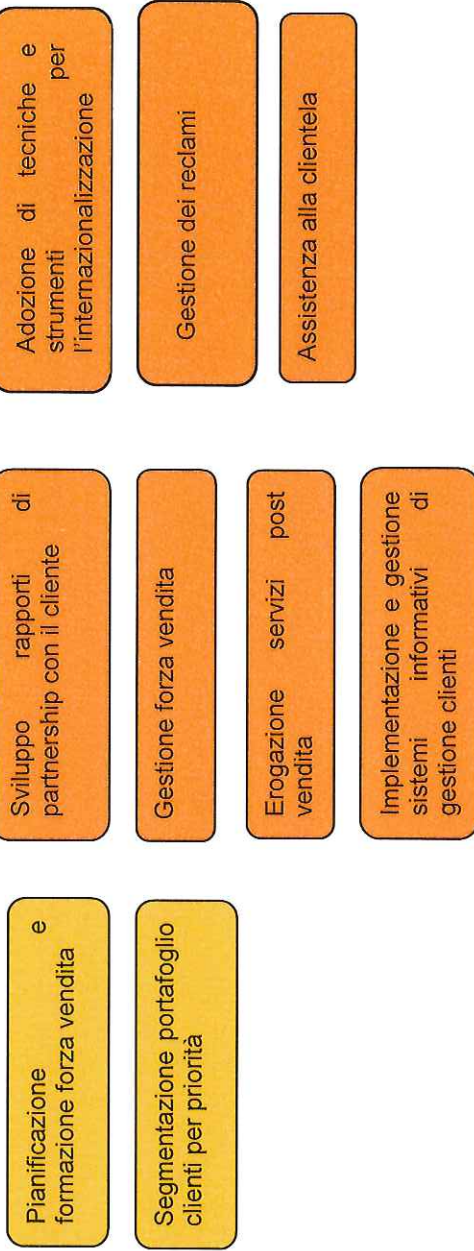 Pianificazione e
formazione forza vendita
Segmentazione portafoglio
clienti per priorità
Sviluppo rapporti di
partnership con il cliente
Gestione forza vendita
Erogazione servizi post
vendita
Implementazione e gestione
sistemi informativi di
gestione clienti
Adozione di tecniche e
strumenti per
l'internazionalizzazione
Gestione dei reclami
Assistenza alla clientela